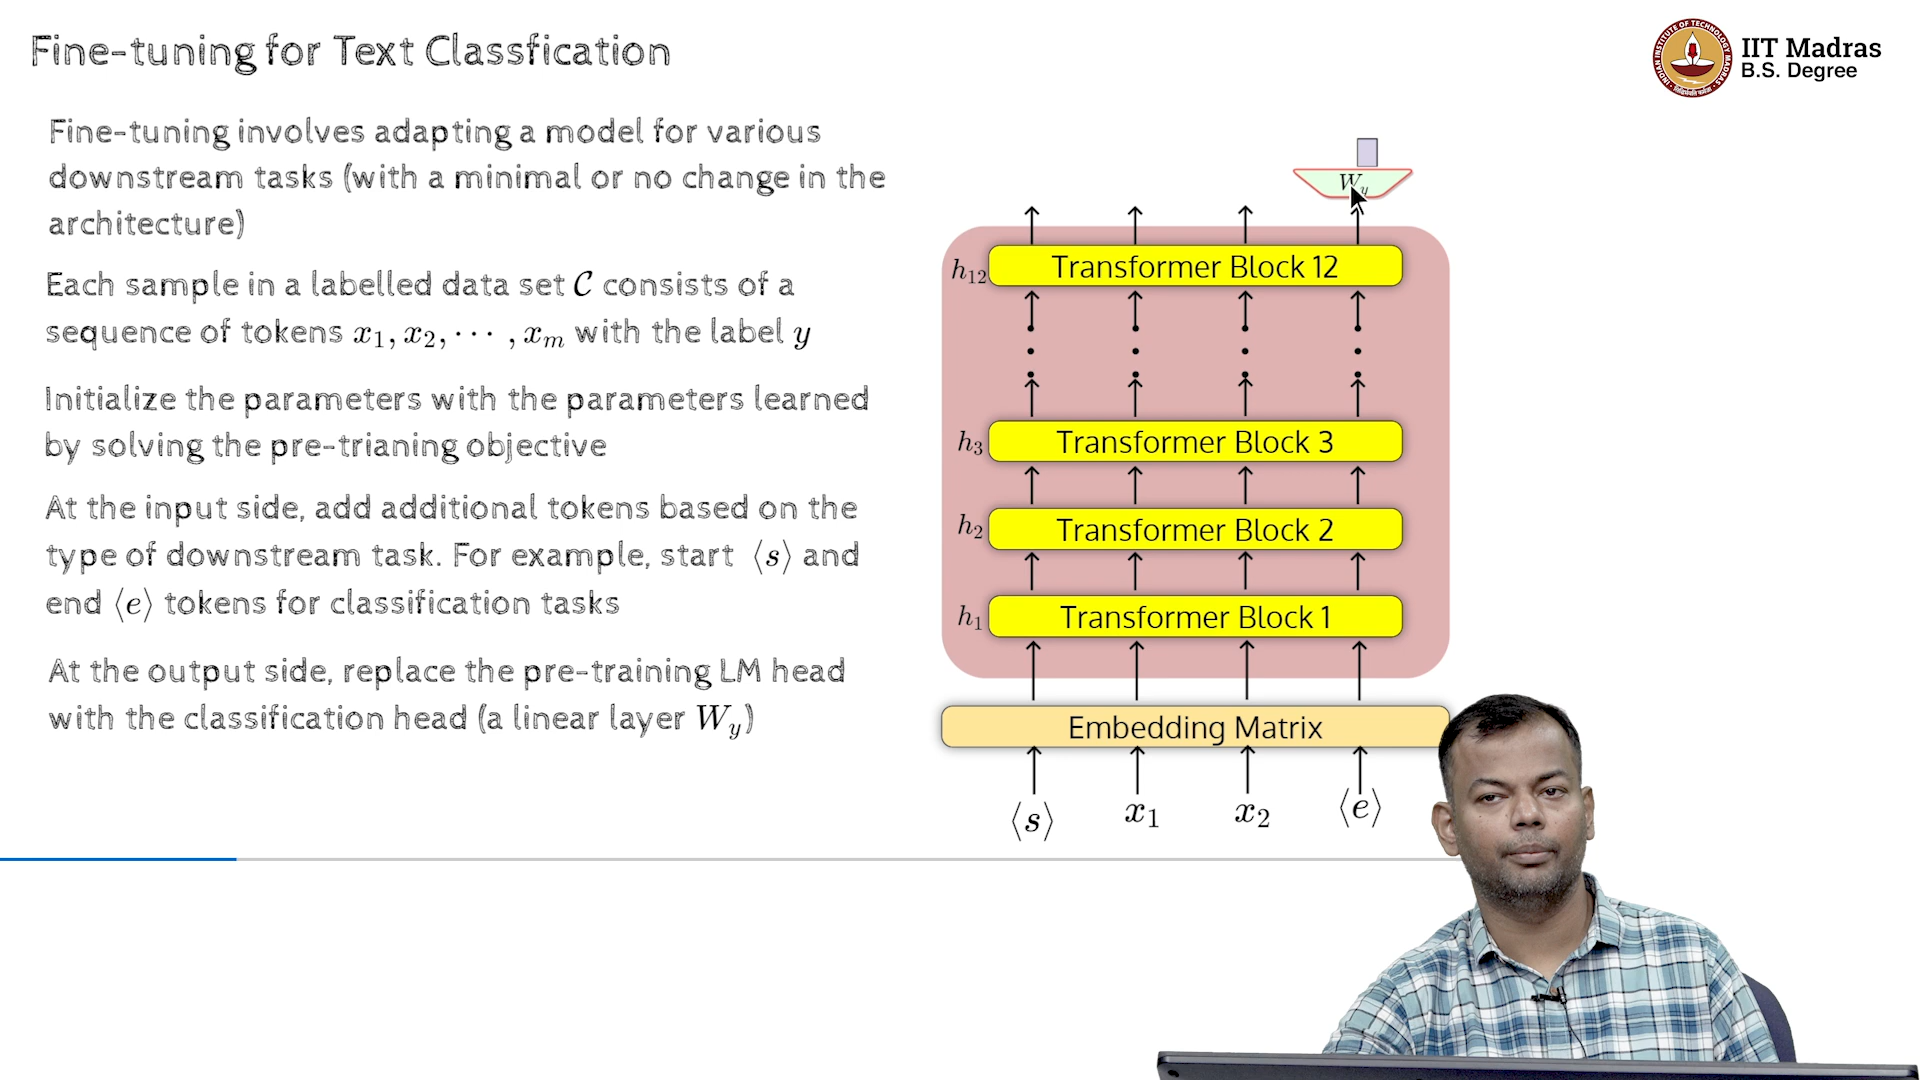 Fine-tuning for Text Classfication
IIT Madras
B.S. Degree
Fine-tuning involves adapting a model for various
downstream tasks (with a minimal or no change in the
architecture)
Each sample in a labelled data set 𝒞 consists of a
sequence of tokens x₁, x₂, ⋯ , xₘ with the label y
Initialize the parameters with the parameters learned
by solving the pre-trianing objective
At the input side, add additional tokens based on the
type of downstream task. For example, start ⟨s⟩ and
end ⟨e⟩ tokens for classification tasks
At the output side, replace the pre-training LM head
with the classification head (a linear layer W_y)
W_y
h₁₂ Transformer Block 12
h₃ Transformer Block 3
h₂ Transformer Block 2
h₁ Transformer Block 1
Embedding Matrix
⟨s⟩ x₁ x₂ ⟨e⟩